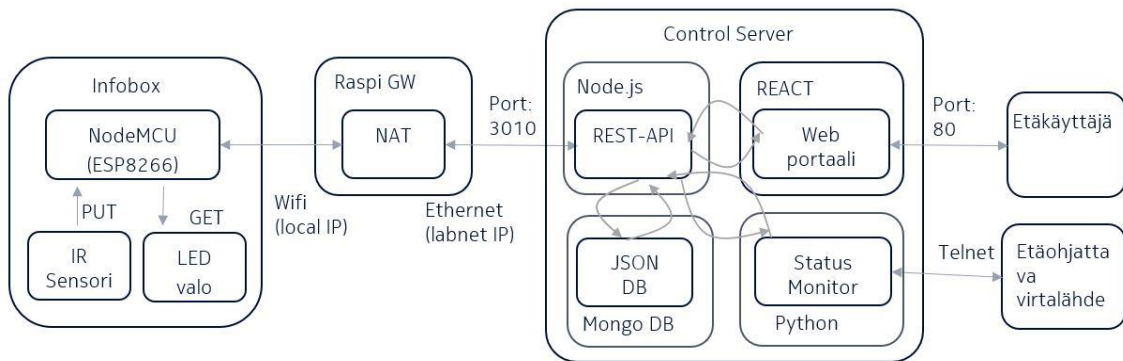 Infobox
NodeMCU
(ESP8266)
PUT
GET
IR
Sensori
LED
valo
Wifi
(local IP)
Raspi GW
NAT
Port:
3010
Ethernet
(labnet IP)
Control Server
Node.js
REST-API
REACT
Web
portaali
JSON
DB
Mongo DB
Status
Monitor
Python
Port:
80
Telnet
Etäkäyttäjä
Etäohjatta
va
virtalähde